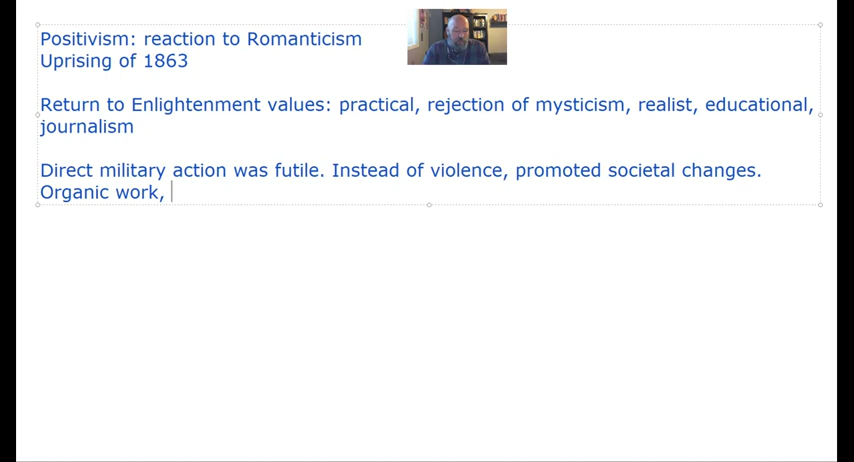 Positivism: reaction to Romanticism
Uprising of 1863
Return to Enlightenment values: practical, rejection of mysticism, realist, educational,
journalism
Direct military action was futile. Instead of violence, promoted societal changes.
Organic work,